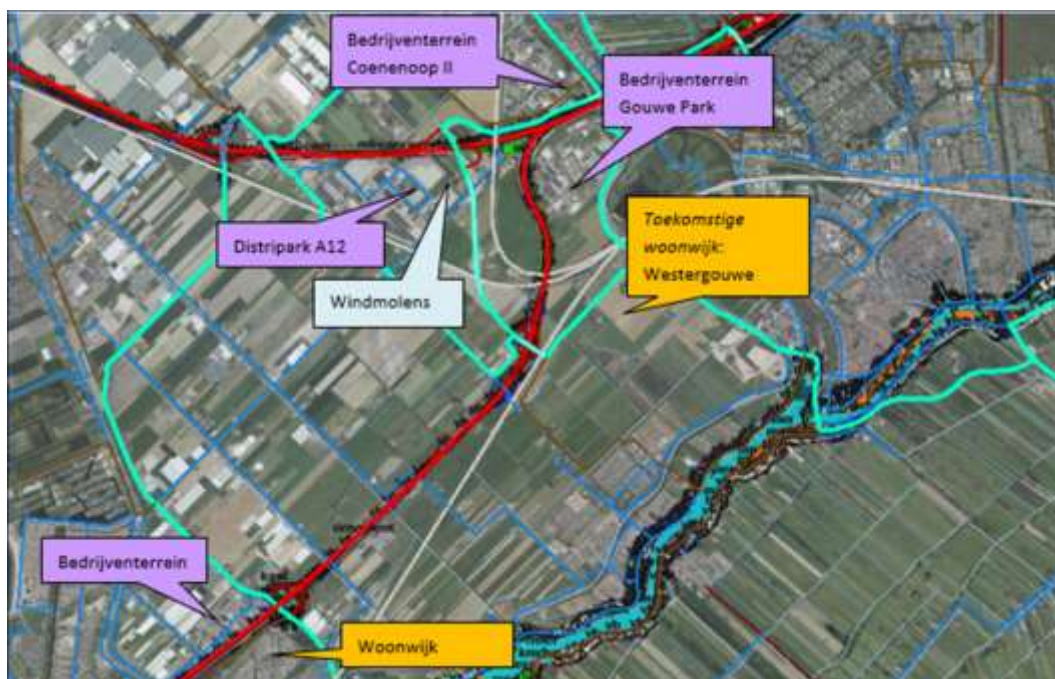 Bedrijventerrein
Coenenoop II
Bedrijventerrein
Gouwe Park
Toekomstige
woonwijk:
Westergouwe
Distripark A12
Windmolens
Bedrijventerrein
Woonwijk